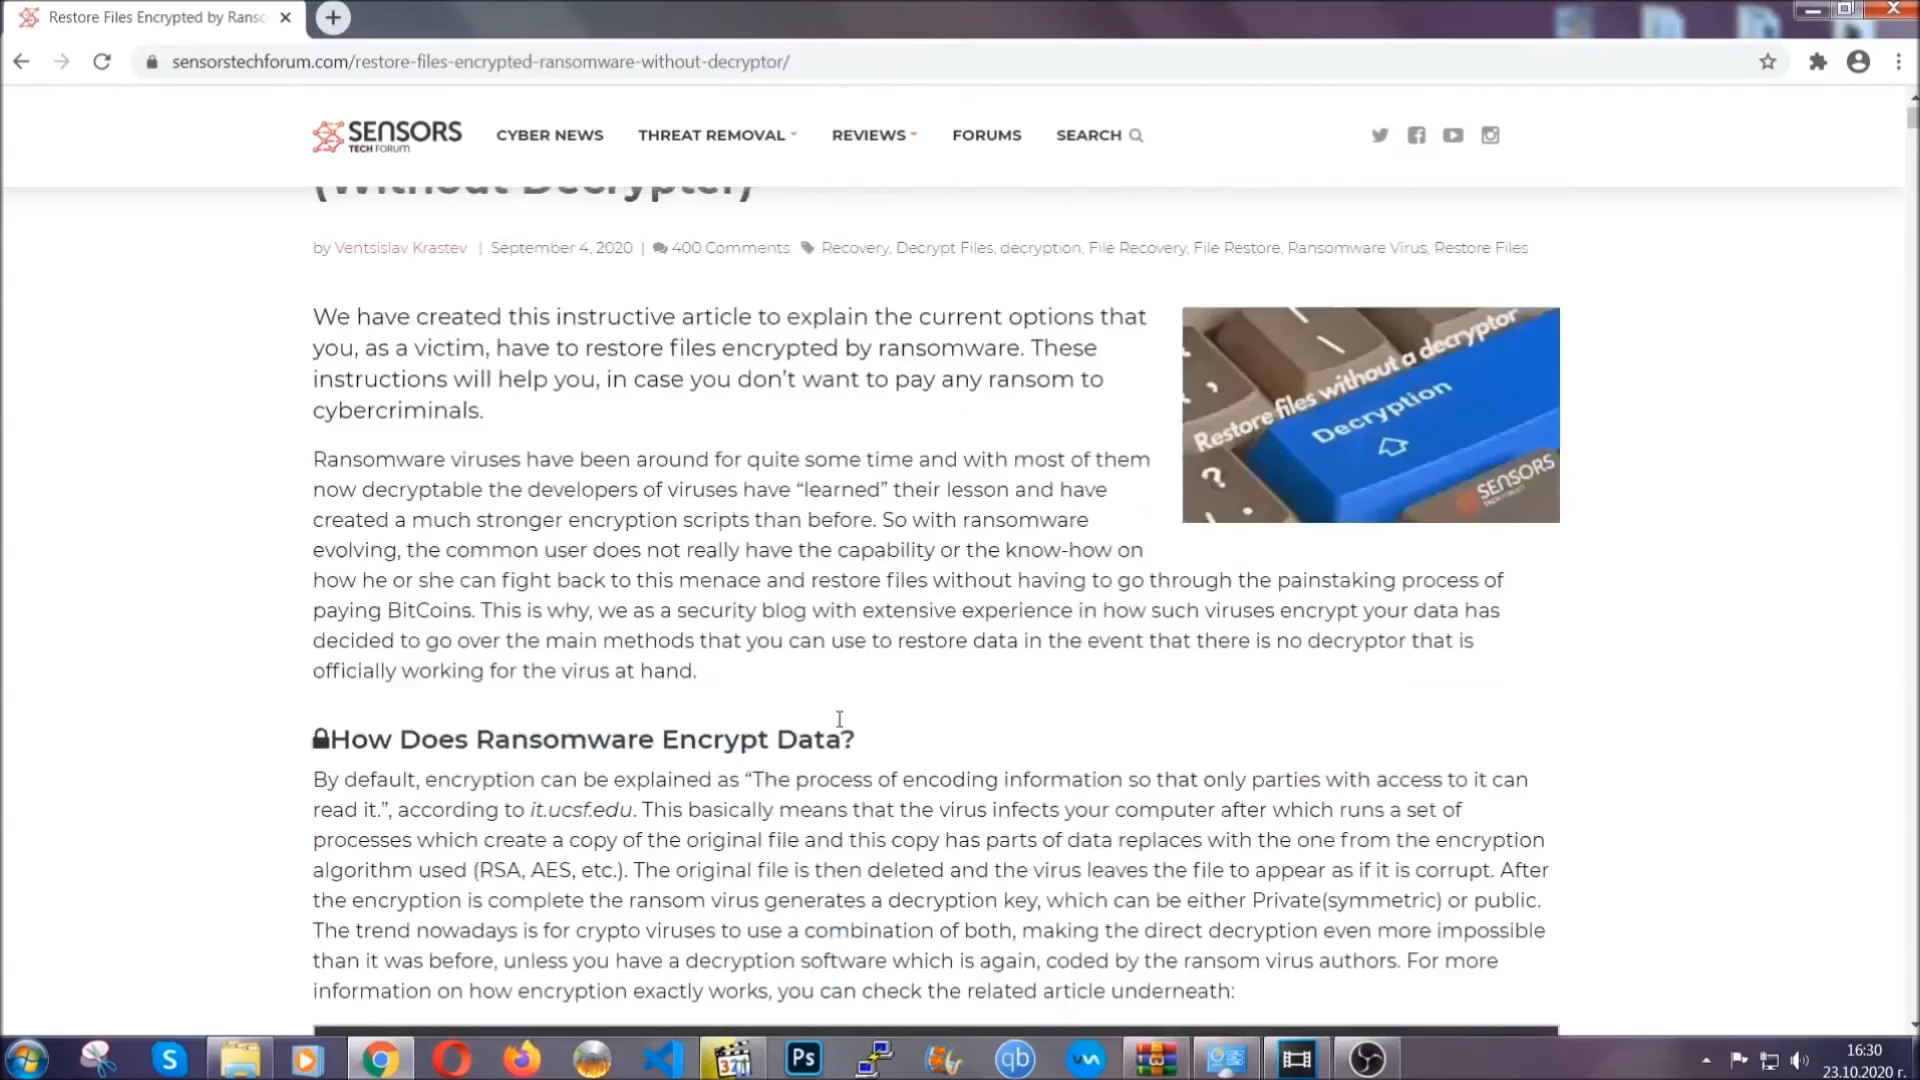 Restore Files Encrypted by Ranso
sensorstechforum.com/restore-files-encrypted-ransomware-without-decryptor/
SENSORS
TECH FORUM
CYBER NEWS
THREAT REMOVAL
REVIEWS
FORUMS
SEARCH
(Without Decrypter)
by Ventsislav Krastev | September 4, 2020 | 400 Comments Recovery, Decrypt Files, decryption, File Recovery, File Restore, Ransomware Virus, Restore Files
We have created this instructive article to explain the current options that
you, as a victim, have to restore files encrypted by ransomware. These
instructions will help you, in case you don't want to pay any ransom to
cybercriminals.
Restore files without a decryptor
Decryption
SENSORS
Ransomware viruses have been around for quite some time and with most of them
now decryptable the developers of viruses have “learned” their lesson and have
created a much stronger encryption scripts than before. So with ransomware
evolving, the common user does not really have the capability or the know-how on
how he or she can fight back to this menace and restore files without having to go through the painstaking process of
paying BitCoins. This is why, we as a security blog with extensive experience in how such viruses encrypt your data has
decided to go over the main methods that you can use to restore data in the event that there is no decryptor that is
officially working for the virus at hand.
How Does Ransomware Encrypt Data?
By default, encryption can be explained as “The process of encoding information so that only parties with access to it can
read it.”, according to it.ucsf.edu. This basically means that the virus infects your computer after which runs a set of
processes which create a copy of the original file and this copy has parts of data replaces with the one from the encryption
algorithm used (RSA, AES, etc.). The original file is then deleted and the virus leaves the file to appear as if it is corrupt. After
the encryption is complete the ransom virus generates a decryption key, which can be either Private(symmetric) or public.
The trend nowadays is for crypto viruses to use a combination of both, making the direct decryption even more impossible
than it was before, unless you have a decryption software which is again, coded by the ransom virus authors. For more
information on how encryption exactly works, you can check the related article underneath:
S
321
Ps
qb
16:30
23.10.2020 г.